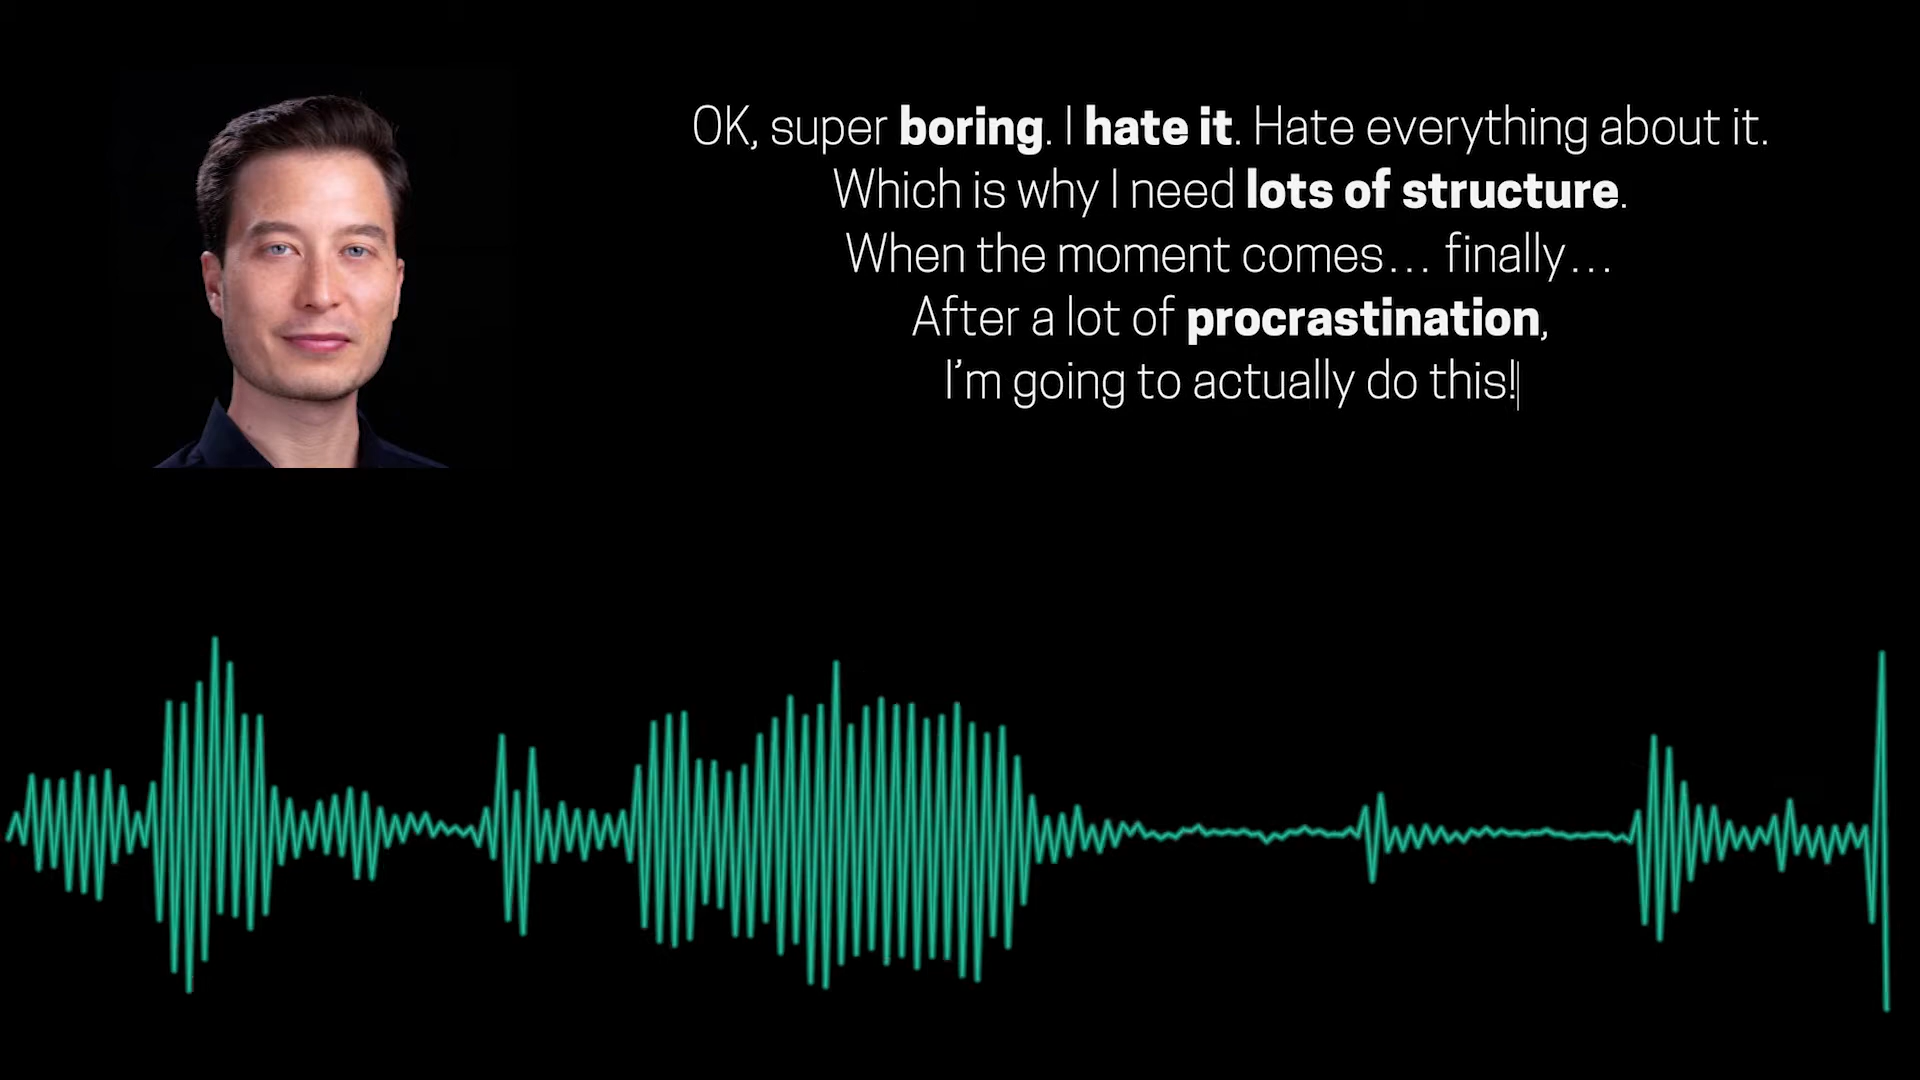 OK, super boring. I hate it. Hate everything about it.
Which is why I need lots of structure.
When the moment comes… finally…
After a lot of procrastination,
I’m going to actually do this!